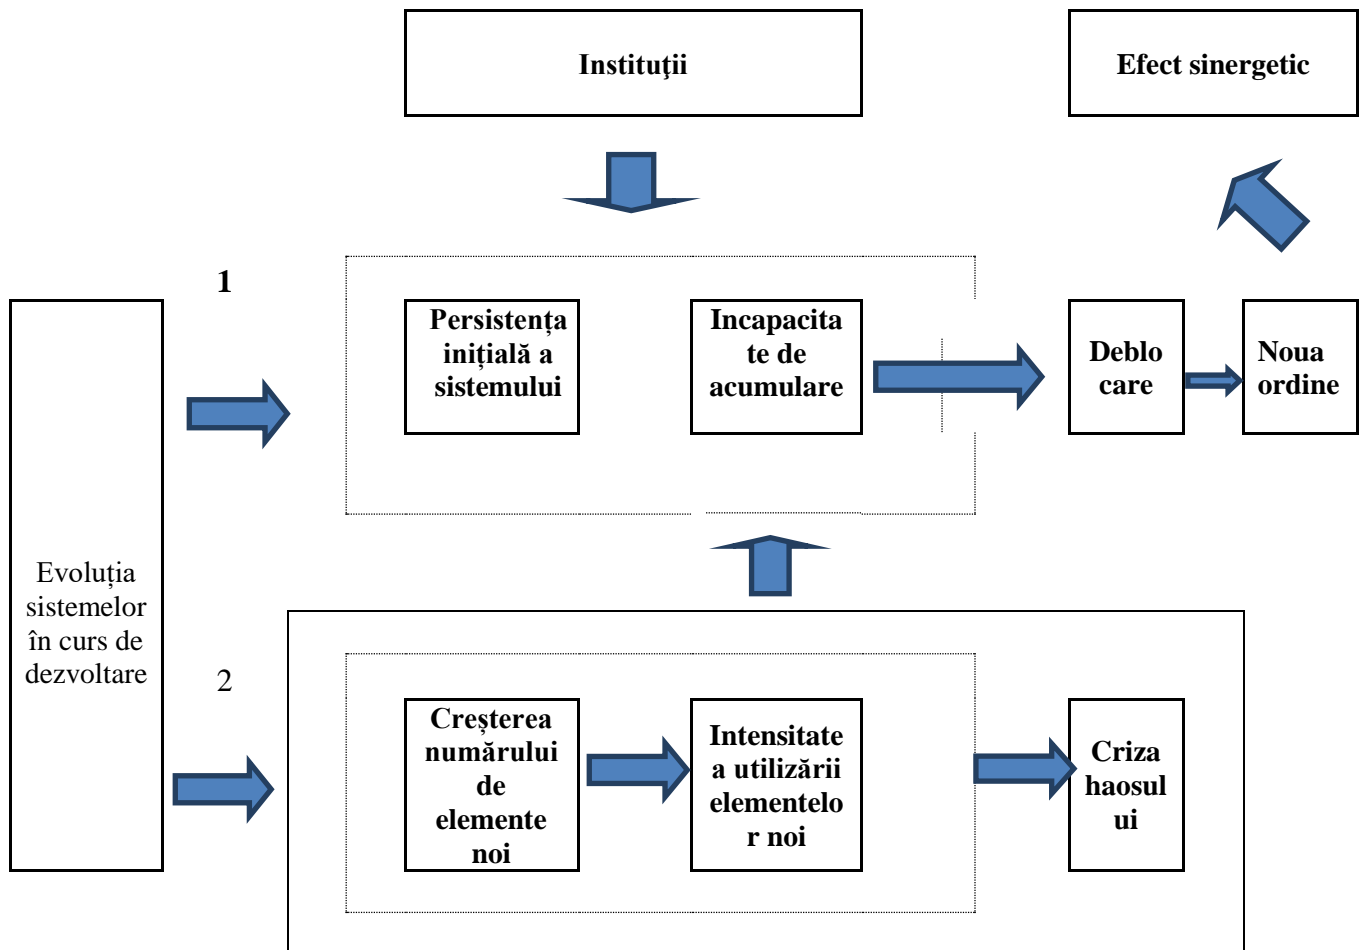 Instituţii
Efect sinergetic
1
Persistența
inițială a
sistemului
Incapacita
te de
acumulare
Deblo
care
Noua
ordine
Evoluția
sistemelor
în curs de
dezvoltare
2
Creșterea
numărului
de
elemente
noi
Intensitate
a utilizării
elementelo
r noi
Criza
haosul
ui